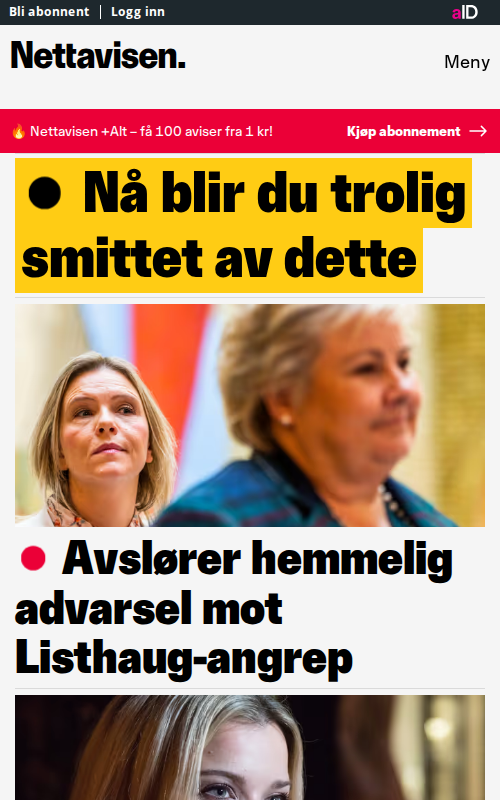 Bli abonnent | Logg inn
aID
Nettavisen.
Meny
🔥 Nettavisen +Alt – få 100 aviser fra 1 kr!
Kjøp abonnement →
Nå blir du trolig
smittet av dette
Avslører hemmelig
advarsel mot
Listhaug-angrep